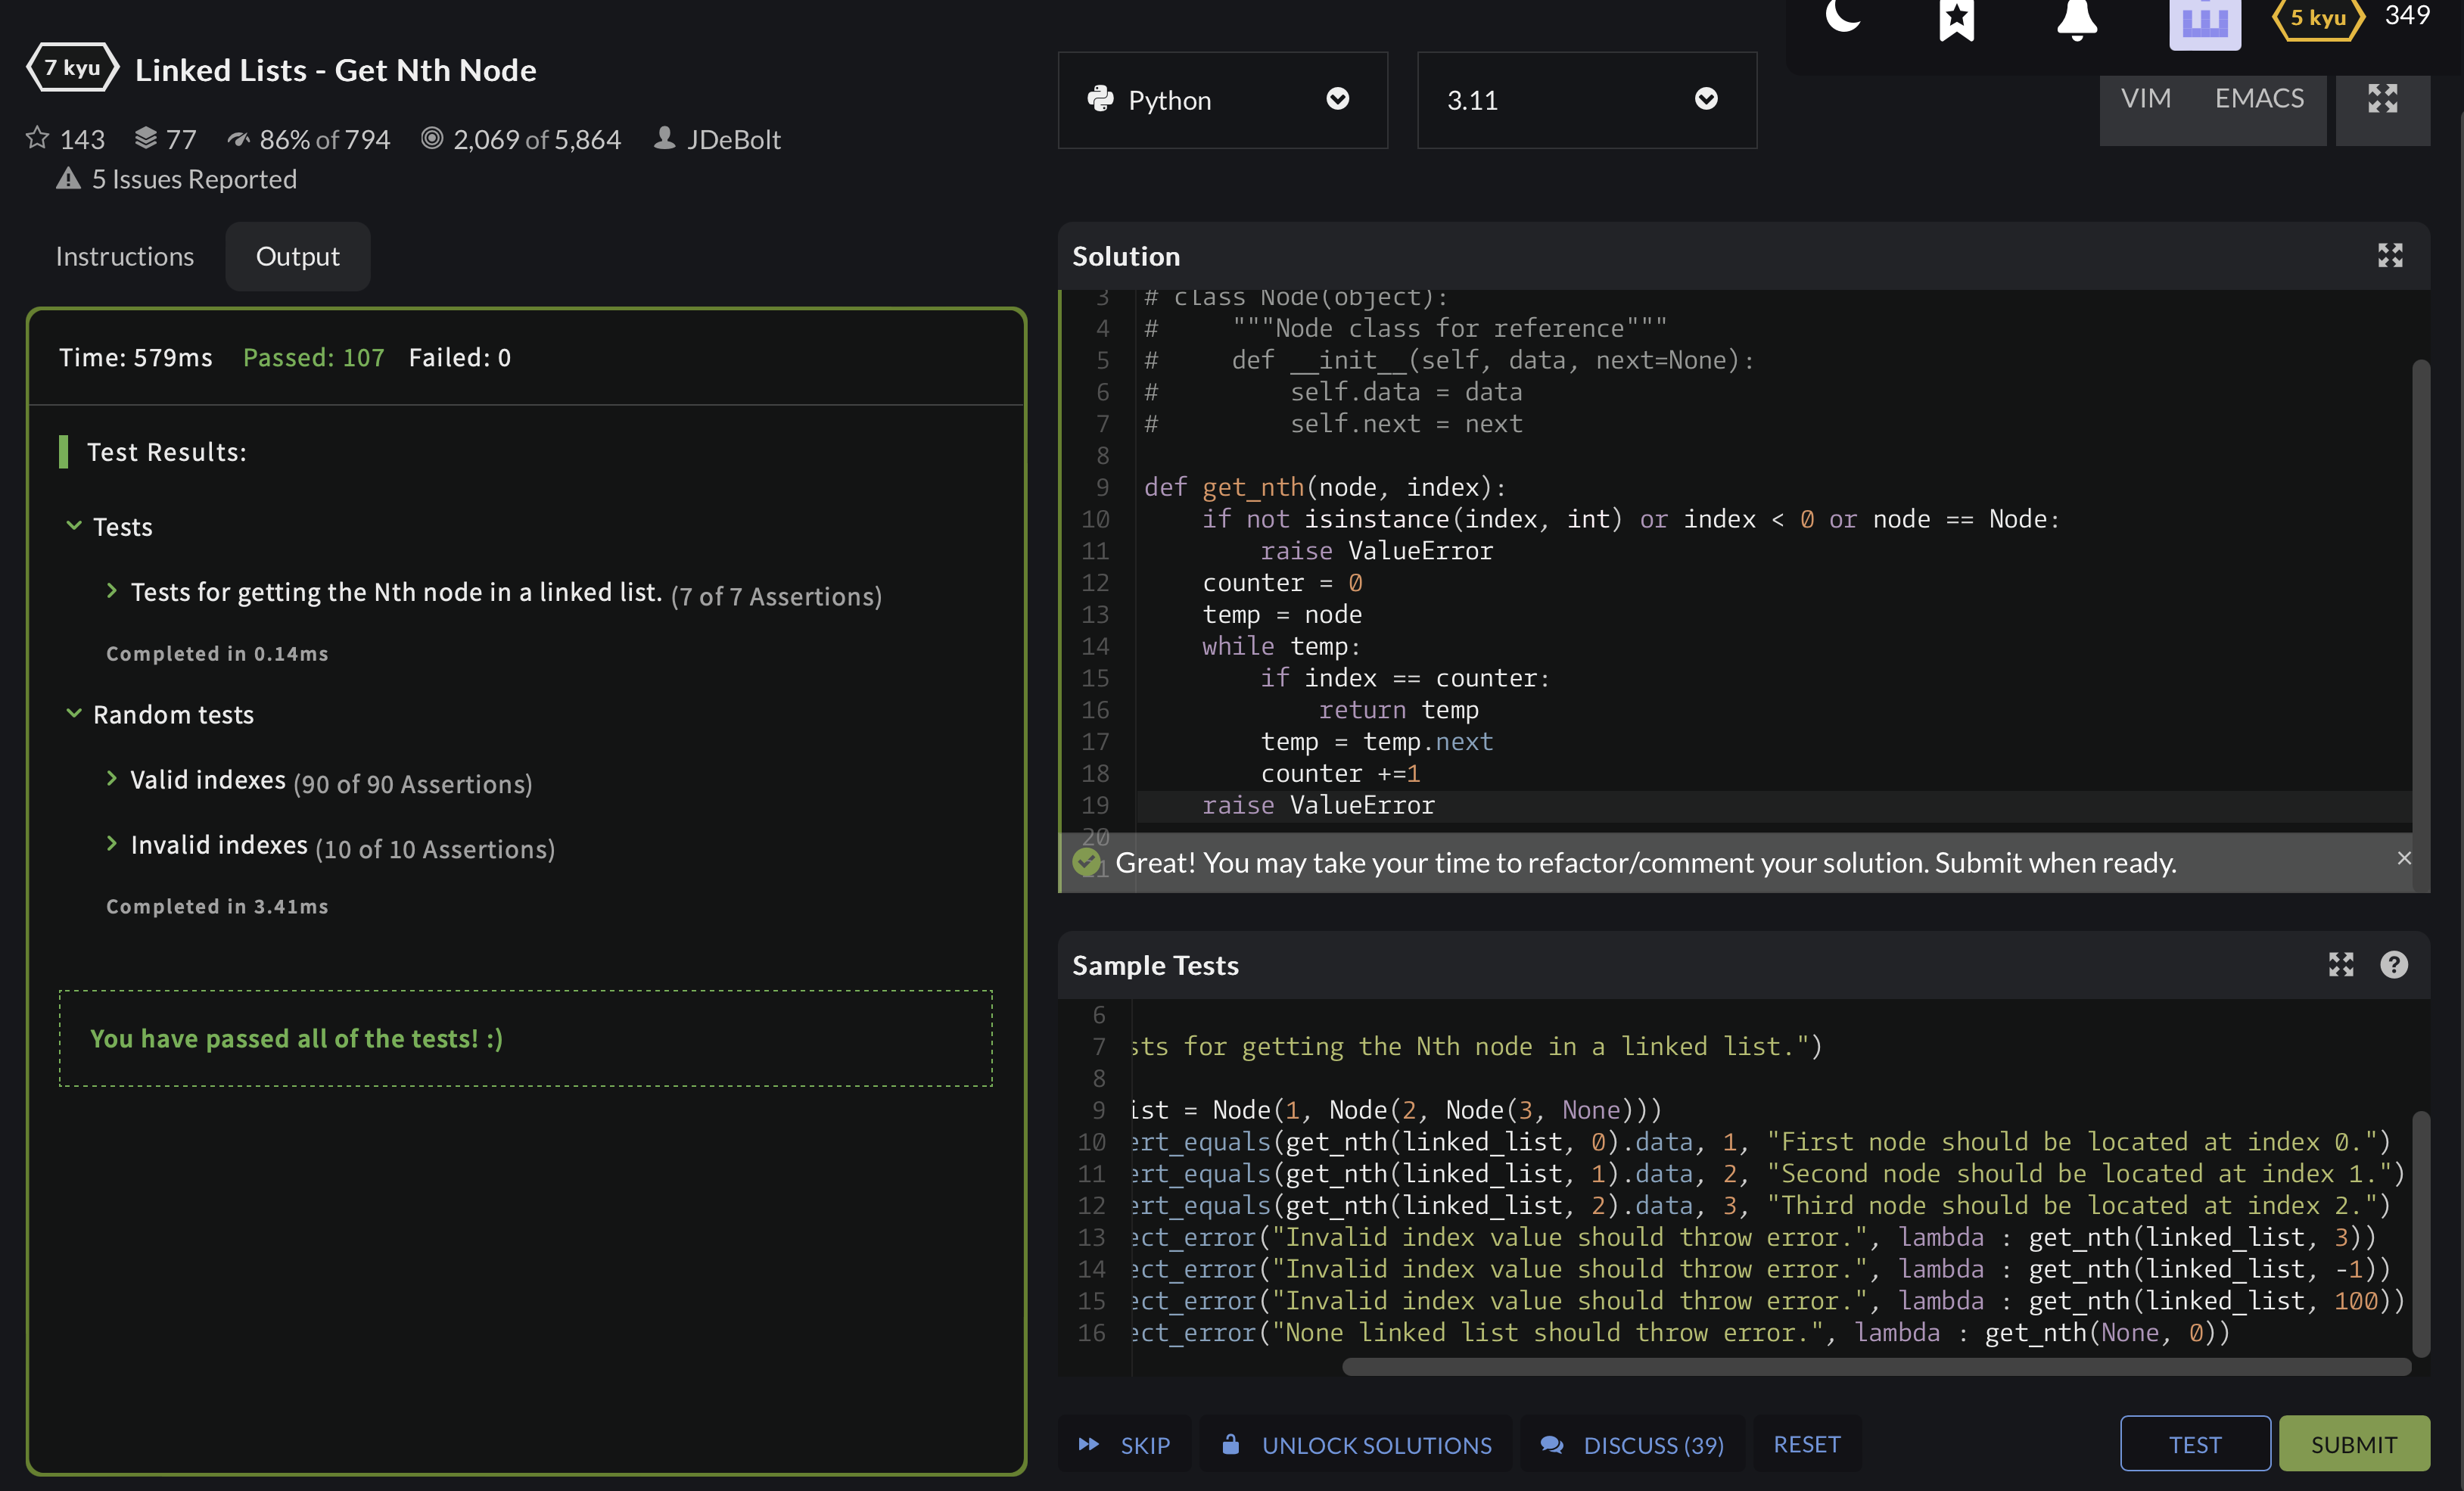 7 kyu Linked Lists - Get Nth Node
143 77 86% of 794 2,069 of 5,864 JDeBolt
5 Issues Reported
Python 3.11
5 kyu 349
VIM EMACS
Instructions Output
Time: 579ms Passed: 107 Failed: 0
Test Results:
Tests
Tests for getting the Nth node in a linked list. (7 of 7 Assertions)
Completed in 0.14ms
Random tests
Valid indexes (90 of 90 Assertions)
Invalid indexes (10 of 10 Assertions)
Completed in 3.41ms
You have passed all of the tests! :)
Solution
3 # class Node(object):
4 #     """Node class for reference"""
5 #     def __init__(self, data, next=None):
6 #         self.data = data
7 #         self.next = next
8
9 def get_nth(node, index):
10     if not isinstance(index, int) or index < 0 or node == Node:
11         raise ValueError
12     counter = 0
13     temp = node
14     while temp:
15         if index == counter:
16             return temp
17         temp = temp.next
18         counter +=1
19     raise ValueError
20
Great! You may take your time to refactor/comment your solution. Submit when ready.
Sample Tests
6
7 sts for getting the Nth node in a linked list.")
8
9 ist = Node(1, Node(2, Node(3, None)))
10 ert_equals(get_nth(linked_list, 0).data, 1, "First node should be located at index 0.")
11 ert_equals(get_nth(linked_list, 1).data, 2, "Second node should be located at index 1.")
12 ert_equals(get_nth(linked_list, 2).data, 3, "Third node should be located at index 2.")
13 ect_error("Invalid index value should throw error.", lambda : get_nth(linked_list, 3))
14 ect_error("Invalid index value should throw error.", lambda : get_nth(linked_list, -1))
15 ect_error("Invalid index value should throw error.", lambda : get_nth(linked_list, 100))
16 ect_error("None linked list should throw error.", lambda : get_nth(None, 0))
SKIP UNLOCK SOLUTIONS DISCUSS (39) RESET TEST SUBMIT